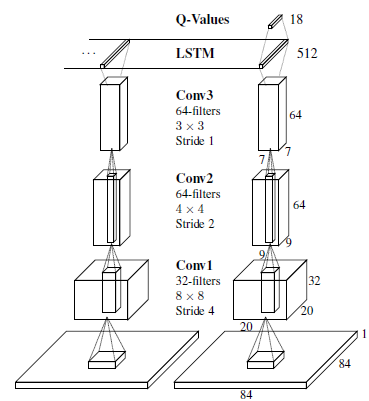 Q-Values
18
...
LSTM
512
Conv3
64-filters
3 × 3
Stride 1
64
7
7
Conv2
64-filters
4 × 4
Stride 2
64
9
9
Conv1
32-filters
8 × 8
Stride 4
32
20
20
1
84
84